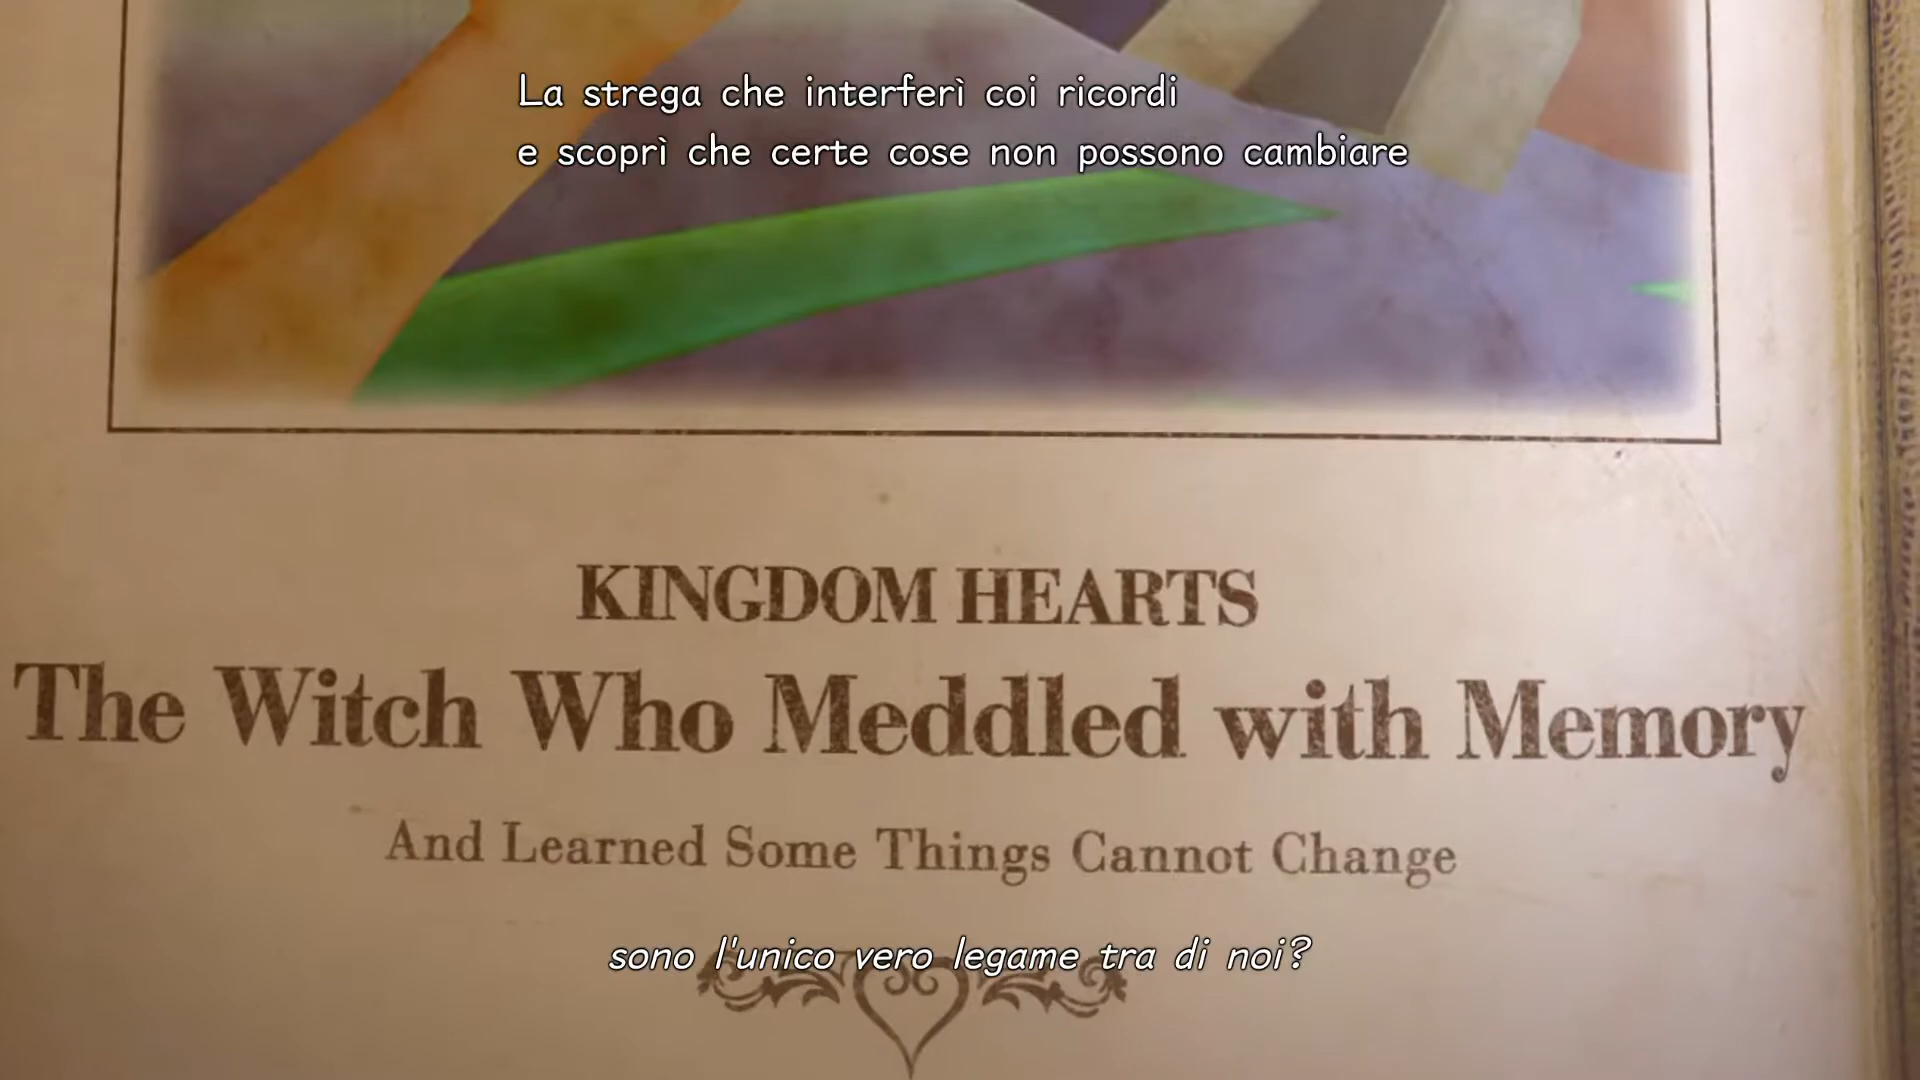 La strega che interferì coi ricordi
e scoprì che certe cose non possono cambiare
KINGDOM HEARTS
The Witch Who Meddled with Memory
And Learned Some Things Cannot Change
sono l'unico vero legame tra di noi?